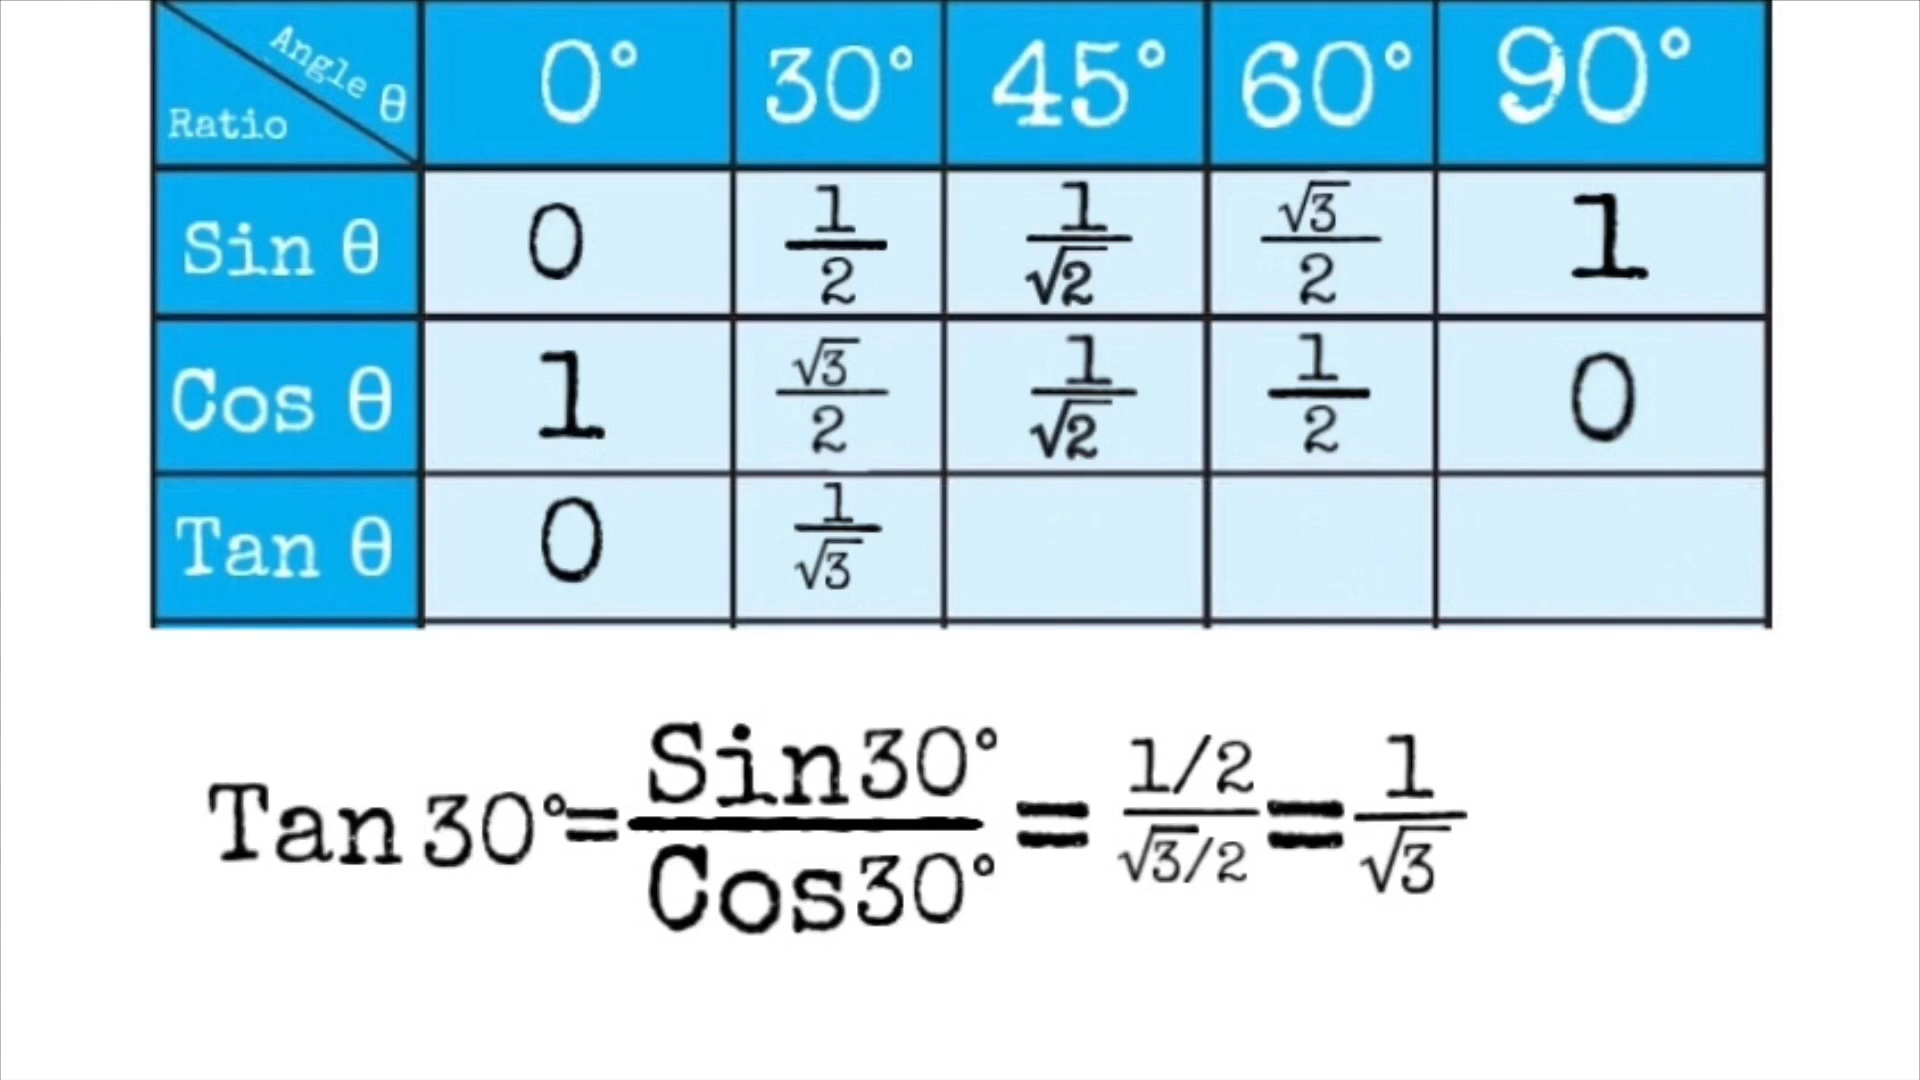 Angle θ
Ratio
0° 30° 45° 60° 90°
Sin θ 0 1/2 1/√2 √3/2 1
Cos θ 1 √3/2 1/√2 1/2 0
Tan θ 0 1/√3
Tan 30° = Sin30°/Cos30° = 1/2/√3/2 = 1/√3